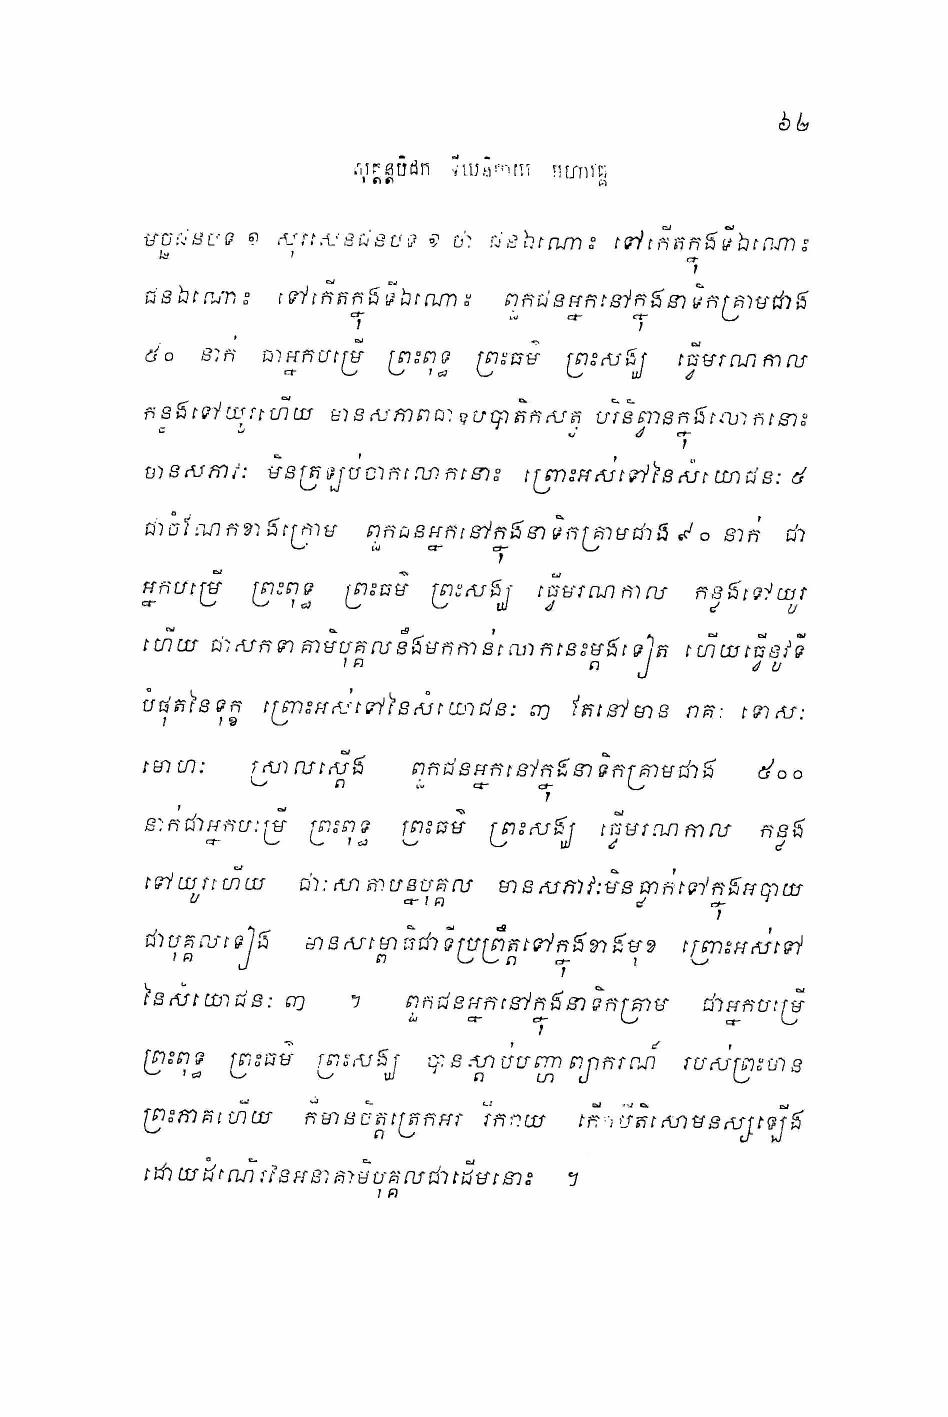 ៦២
សុត្តន្តបិដក ទីឃនិកាយ មហាវគ្គ
មច្ឆជនបទ ១ សុរសេនជនបទ ១ ថា ជនឯណោះ ទៅកើតក្នុងទីឯណោះ
ជនឯណោះ ទៅកើតក្នុងទីឯណោះ ពួកជនអ្នកនៅក្នុងនាទិកគ្រាមជាង
៥០ នាក់ ជាអ្នកបម្រើ ព្រះពុទ្ធ ព្រះធម៌ ព្រះសង្ឃ ធ្វើមរណកាល
កន្លងទៅយូរហើយ មានសភាពជាឧបបាតិកសត្វ បរិនិព្វានក្នុងលោកនោះ
មានសភាវៈ មិនត្រឡប់ចាកលោកនោះ ព្រោះអស់ទៅនៃសំយោជនៈ ៥
ជាចំណែកខាងក្រោម ពួកជនអ្នកនៅក្នុងនាទិកគ្រាមជាង ៩០ នាក់ ជា
អ្នកបម្រើ ព្រះពុទ្ធ ព្រះធម៌ ព្រះសង្ឃ ធ្វើមរណកាល កន្លងទៅយូរ
ហើយ ជាសកទាគាមិបុគ្គលនឹងមកកាន់លោកនេះម្តងទៀត ហើយធ្វើនូវទី
បំផុតនៃទុក្ខ ព្រោះអស់ទៅនៃសំយោជនៈ ៣ តែនៅមាន រាគៈ ទោសៈ
មោហៈ ស្រាលស្តើង ពួកជនអ្នកនៅក្នុងនាទិកគ្រាមជាង ៥០០
នាក់ជាអ្នកបម្រើ ព្រះពុទ្ធ ព្រះធម៌ ព្រះសង្ឃ ធ្វើមរណកាល កន្លង
ទៅយូរហើយ ជាសោតាបន្នបុគ្គល មានសភាវៈមិនធ្លាក់ទៅក្នុងអបាយ
ជាបុគ្គលទៀង មានសម្ពោធិជាទីប្រព្រឹត្តទៅក្នុងខាងមុខ ព្រោះអស់ទៅ
នៃសំយោជនៈ ៣ ។ ពួកជនអ្នកនៅក្នុងនាទិកគ្រាម ជាអ្នកបម្រើ
ព្រះពុទ្ធ ព្រះធម៌ ព្រះសង្ឃ បានស្តាប់បញ្ហាព្យាករណ៍ របស់ព្រះមាន
ព្រះភាគហើយ ក៏មានចិត្តត្រេកអរ រីករាយ កើតបីតិសោមនស្សឡើង
ដោយដំណើរនៃអនាគាមិបុគ្គលជាដើមនោះ ។